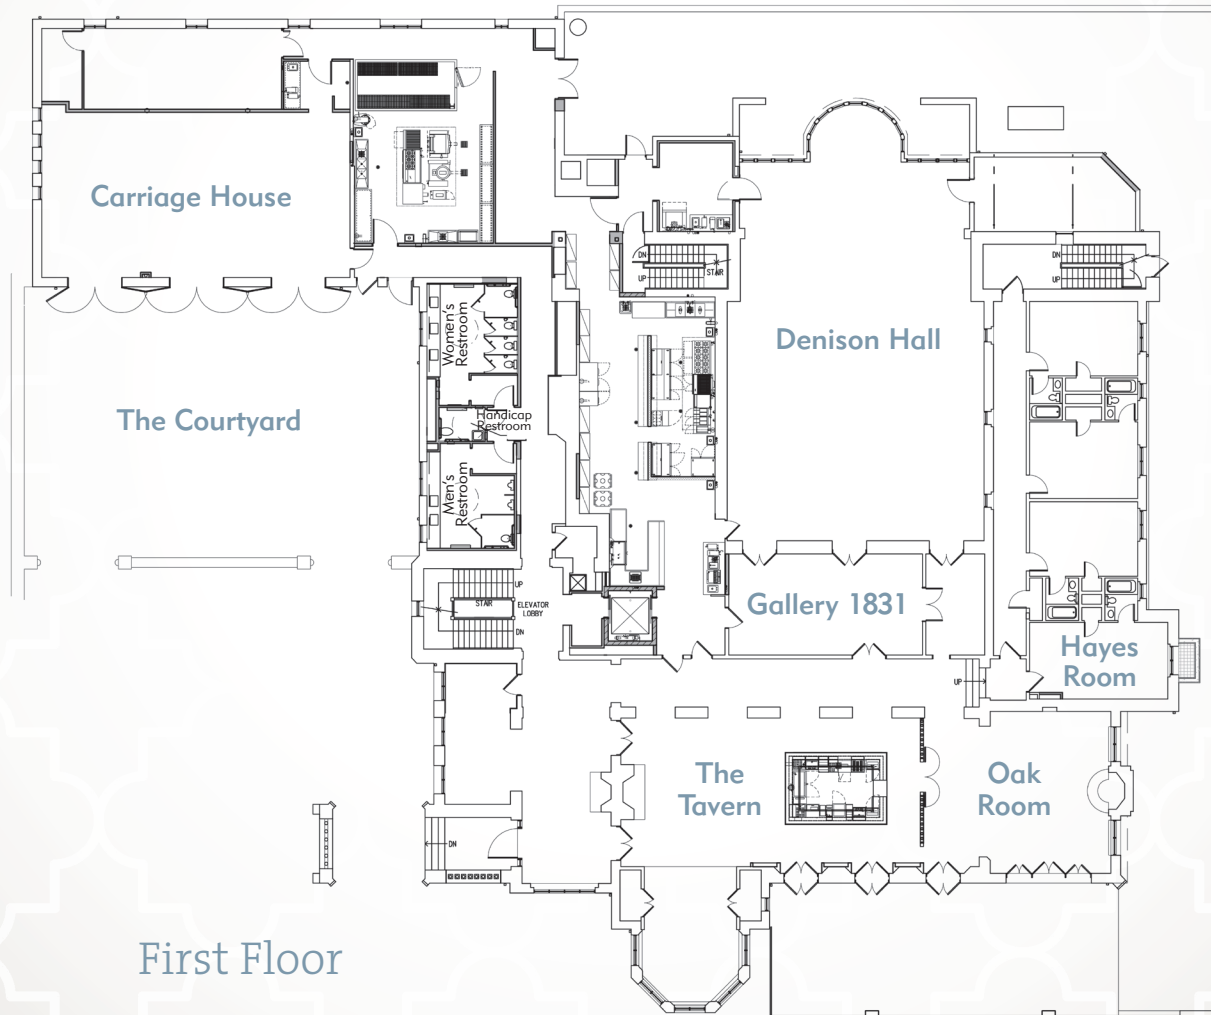 Carriage House
DN
STAIR
UP
DN
UP
Women's
Restroom
Denison Hall
The Courtyard
Handicap
Restroom
Men's
Restroom
UP
STAIR
ELEVATOR
LOBBY
DN
Gallery 1831
Hayes
Room
UP
The
Tavern
Oak
Room
DN
First Floor